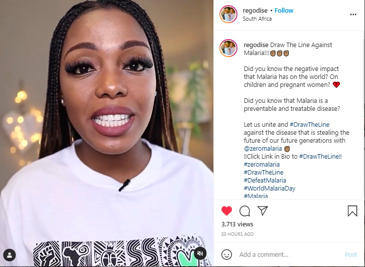 regodise • Follow
South Africa
regodise Draw The Line Against
Malaria!!!✊🏾✊🏾✊🏾✊🏾
Did you know the negative impact
that Malaria has on the world? On
children and pregnant women? ❤️
Did you know that Malaria is a
preventable and treatable disease?
Let us unite and #DrawTheLine
against the disease that is stealing the
future of our future generations with
@zeromalaria ✊🏾
!!Click Link in Bio to #DrawTheLine!!
#zeromalaria
#DrawTheLine
#DefeatMalaria
#WorldMalariaDay
#Malaria
3,713 views
23 HOURS AGO
Add a comment...
Post